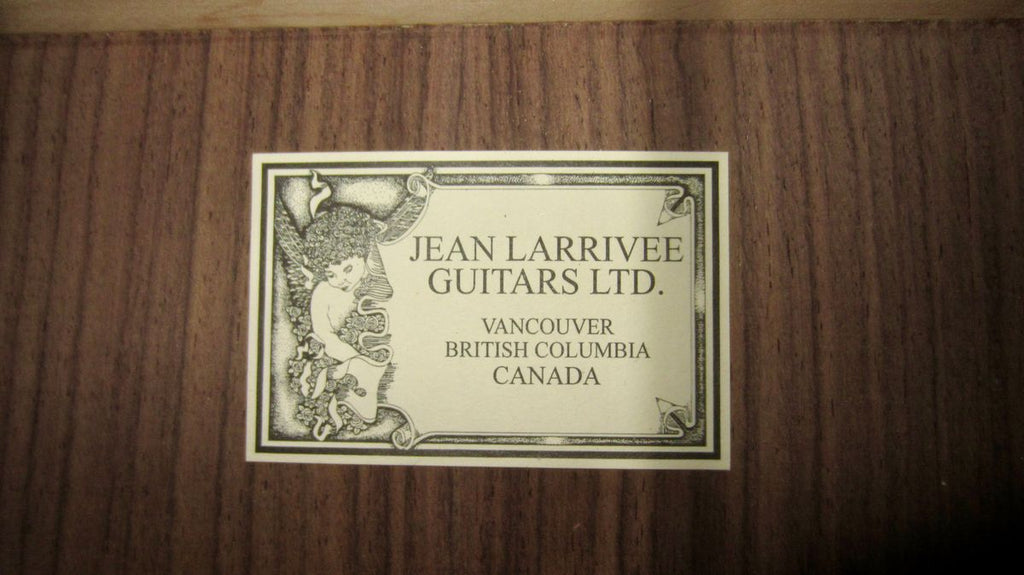 JEAN LARRIVEE
GUITARS LTD.
VANCOUVER
BRITISH COLUMBIA
CANADA